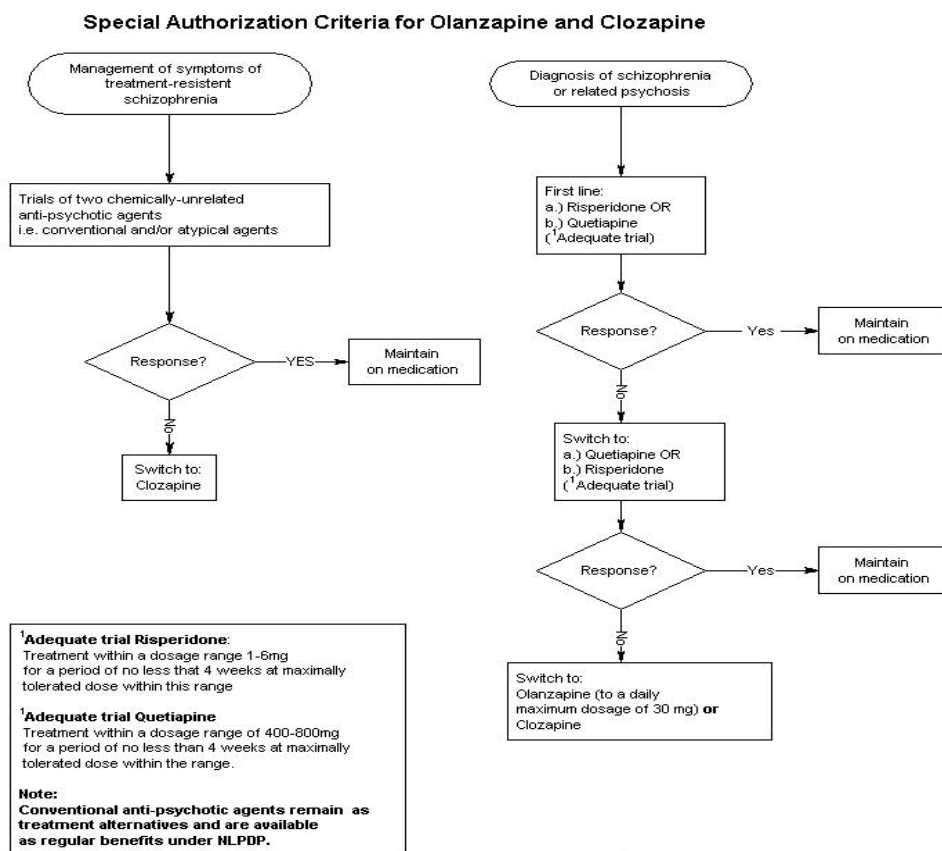 Special Authorization Criteria for Olanzapine and Clozapine
Management of symptoms of
treatment-resistent
schizophrenia
Trials of two chemically-unrelated
anti-psychotic agents
i.e. conventional and/or atypical agents
Response?
YES
Maintain
on medication
No
Switch to:
Clozapine
Diagnosis of schizophrenia
or related psychosis
First line:
a.) Risperidone OR
b.) Quetiapine
(¹Adequate trial)
Response?
Yes
Maintain
on medication
No
Switch to:
a.) Quetiapine OR
b.) Risperidone
(¹Adequate trial)
Response?
Yes
Maintain
on medication
No
Switch to:
Olanzapine (to a daily
maximum dosage of 30 mg) or
Clozapine
¹Adequate trial Risperidone:
Treatment within a dosage range 1-6mg
for a period of no less that 4 weeks at maximally
tolerated dose within this range
¹Adequate trial Quetiapine
Treatment within a dosage range of 400-800mg
for a period of no less than 4 weeks at maximally
tolerated dose within the range.
Note:
Conventional anti-psychotic agents remain as
treatment alternatives and are available
as regular benefits under NLPDP.